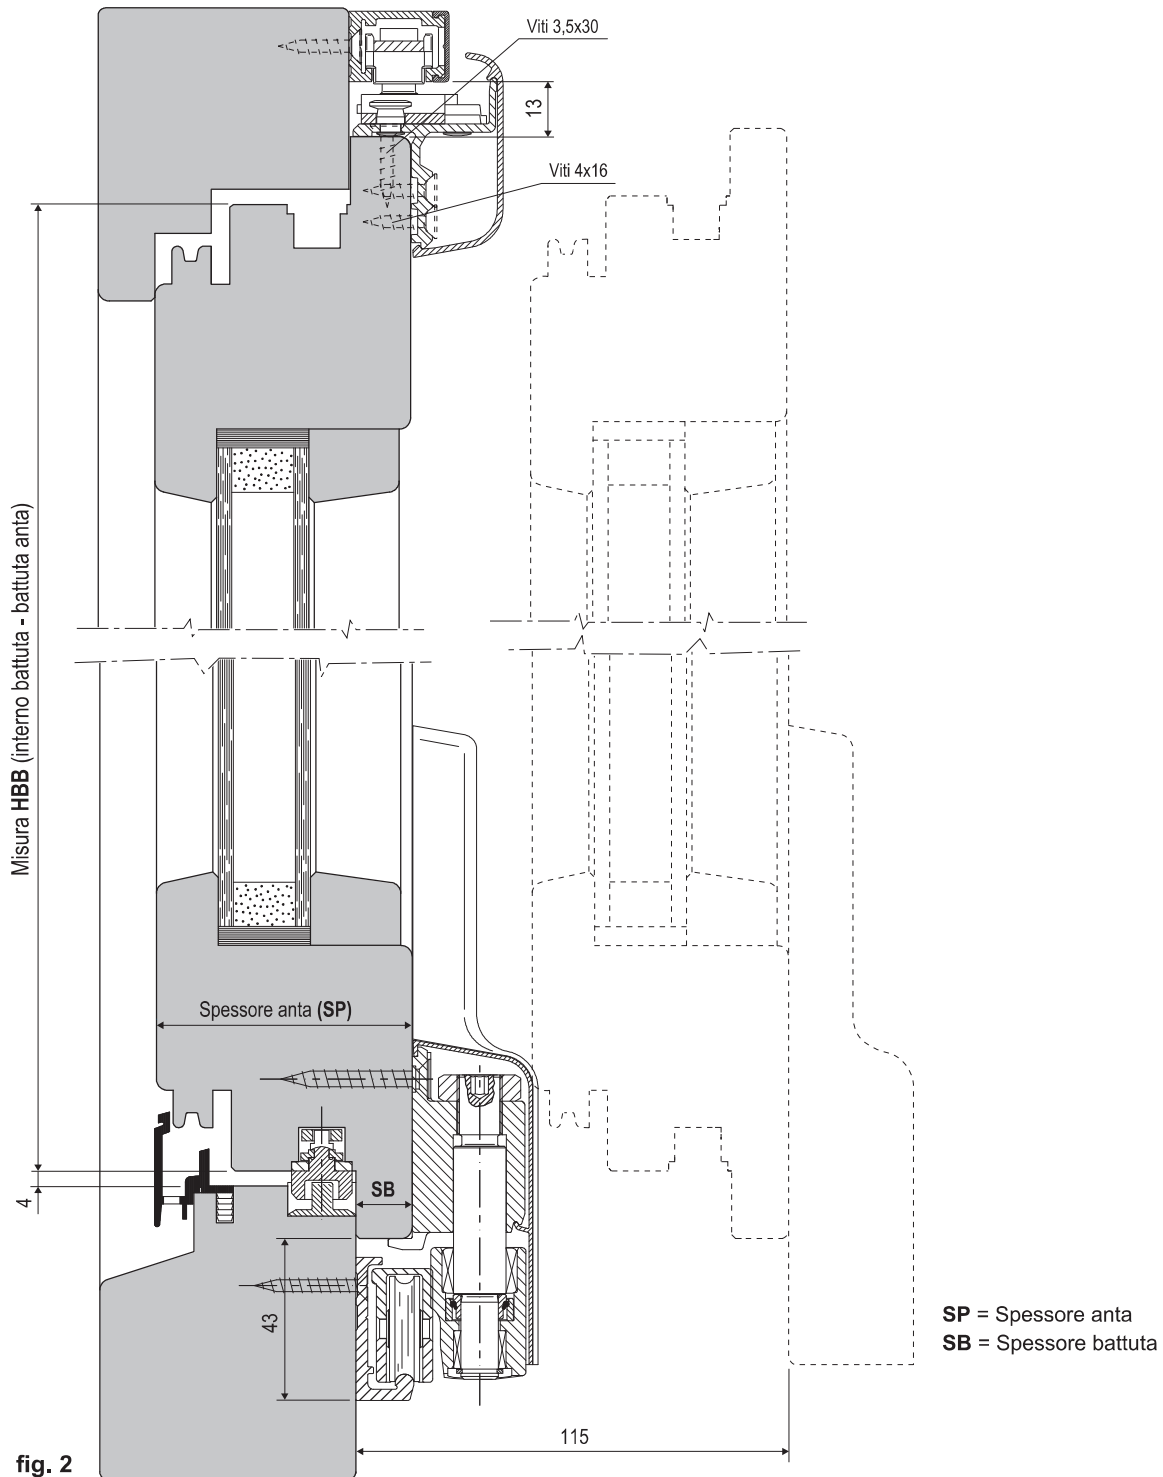 Viti 3,5x30
13
Viti 4x16
Misura HBB (interno battuta - battuta anta)
Spessore anta (SP)
SB
4
43
SP = Spessore anta
SB = Spessore battuta
115
fig. 2